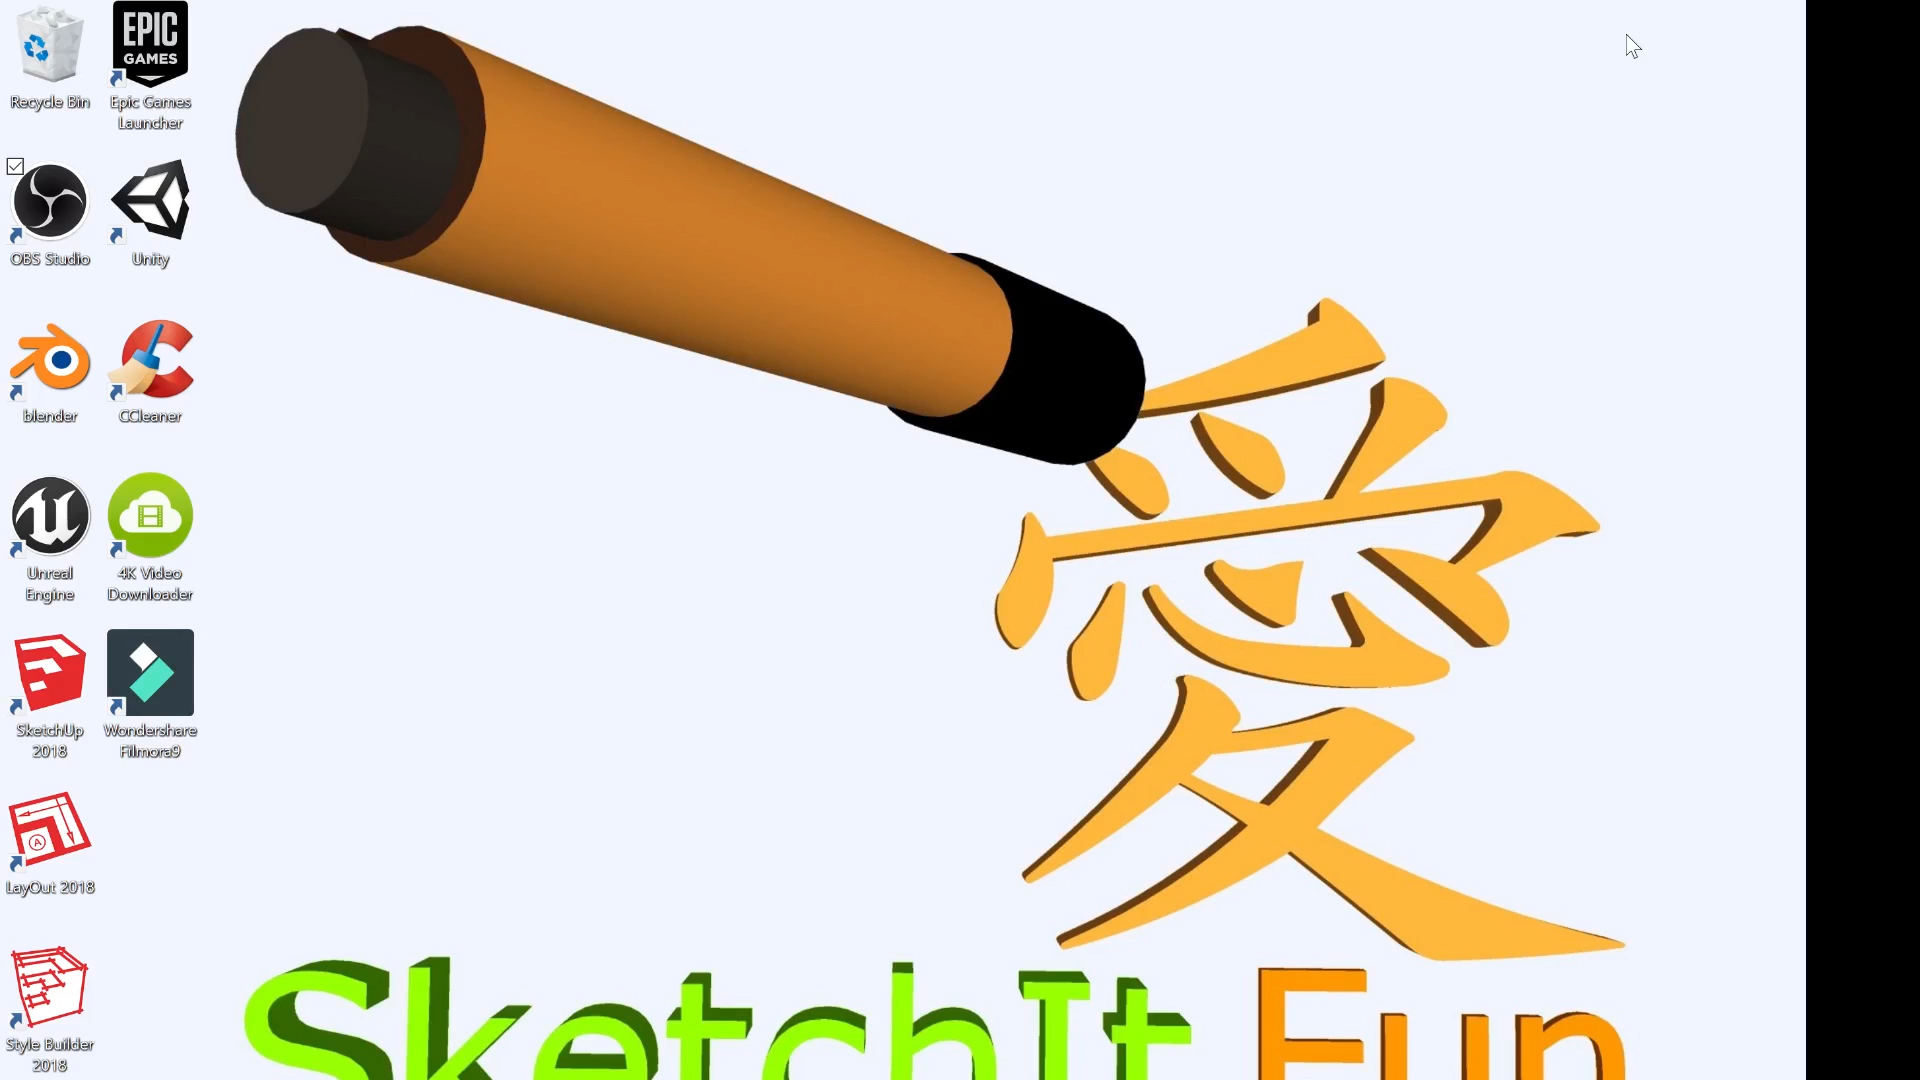 Recycle Bin
EPIC
GAMES
Epic Games
Launcher
OBS Studio
Unity
blender
CCleaner
Unreal
Engine
4K Video
Downloader
SketchUp
2018
Wondershare
Filmora9
A
LayOut 2018
Style Builder
2018
愛
SketchIt Fun